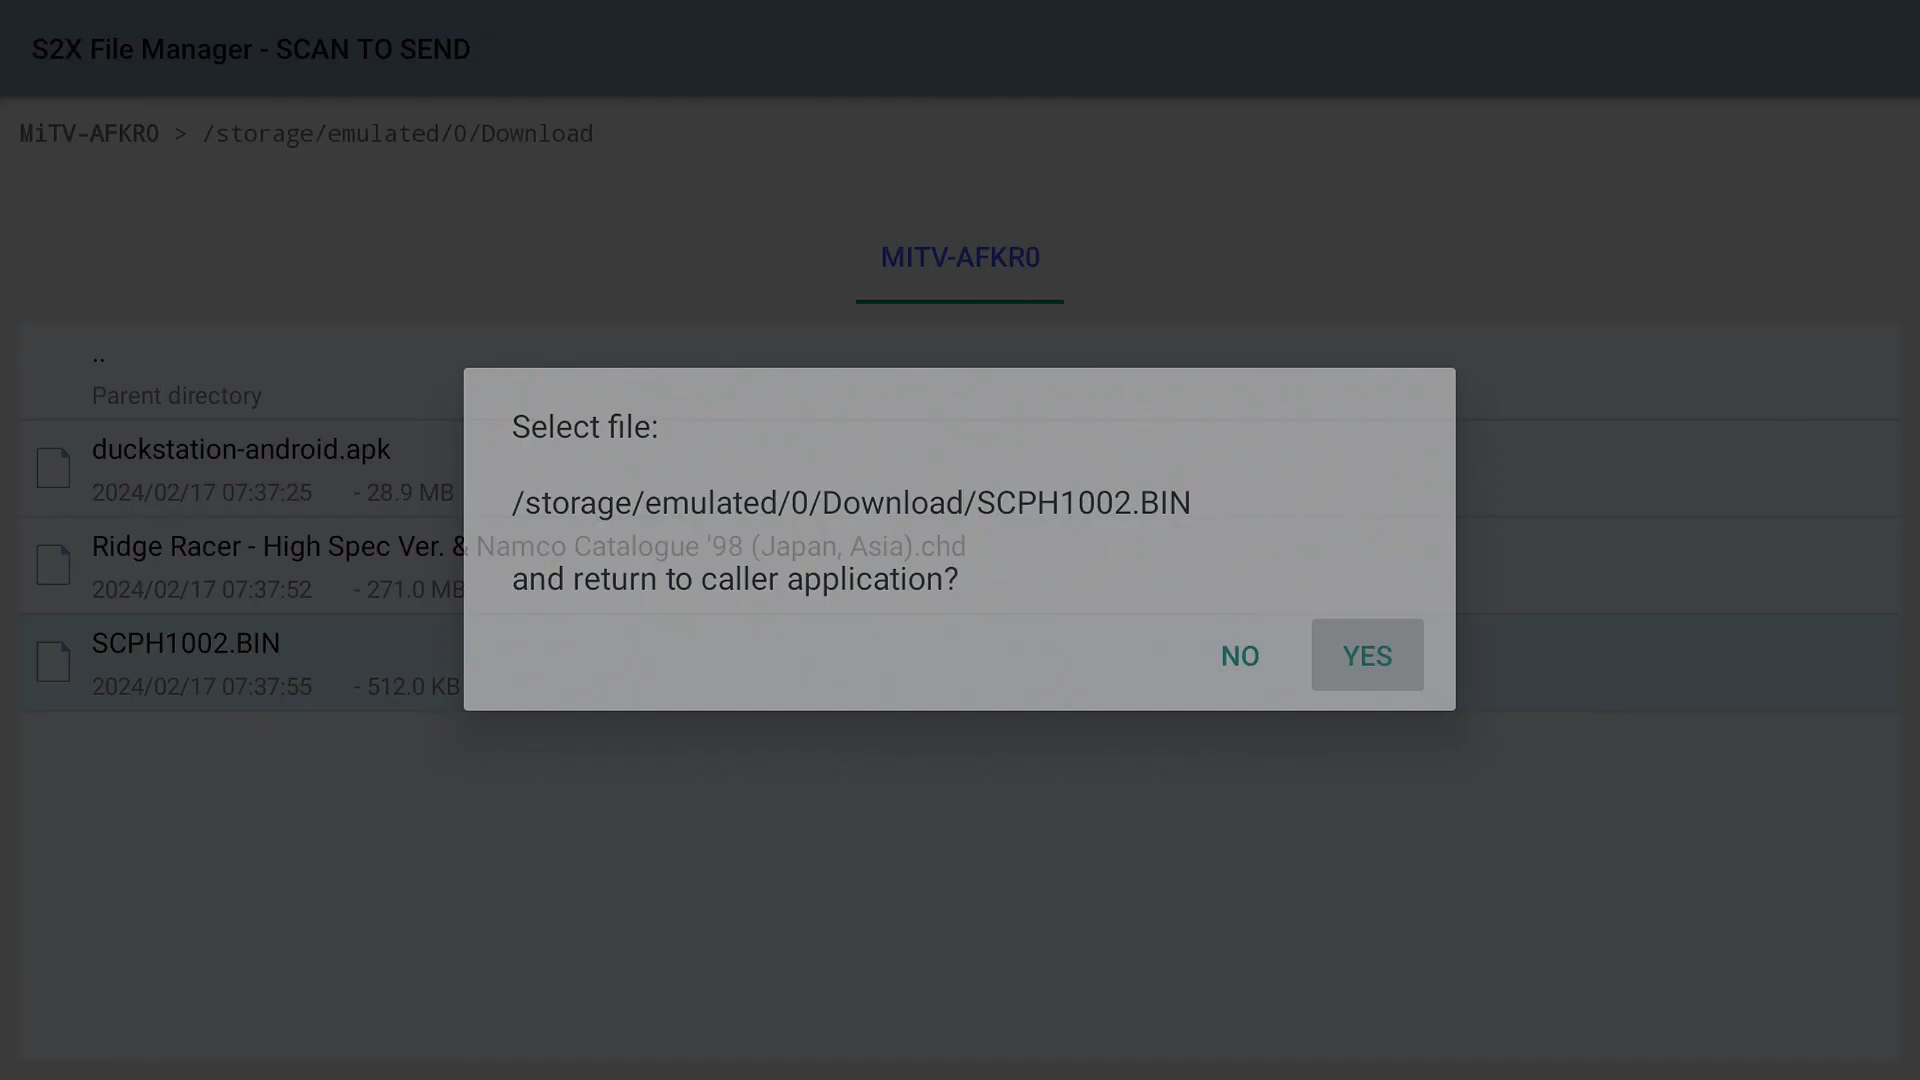 S2X File Manager - SCAN TO SEND
MiTV-AFKR0 > /storage/emulated/0/Download
MITV-AFKR0
..
Parent directory
duckstation-android.apk
2024/02/17 07:37:25 - 28.9 MB
Ridge Racer - High Spec Ver. & Namco Catalogue '98 (Japan, Asia).chd
2024/02/17 07:37:52 - 271.0 MB
SCPH1002.BIN
2024/02/17 07:37:55 - 512.0 KB
Select file:
/storage/emulated/0/Download/SCPH1002.BIN
and return to caller application?
NO YES